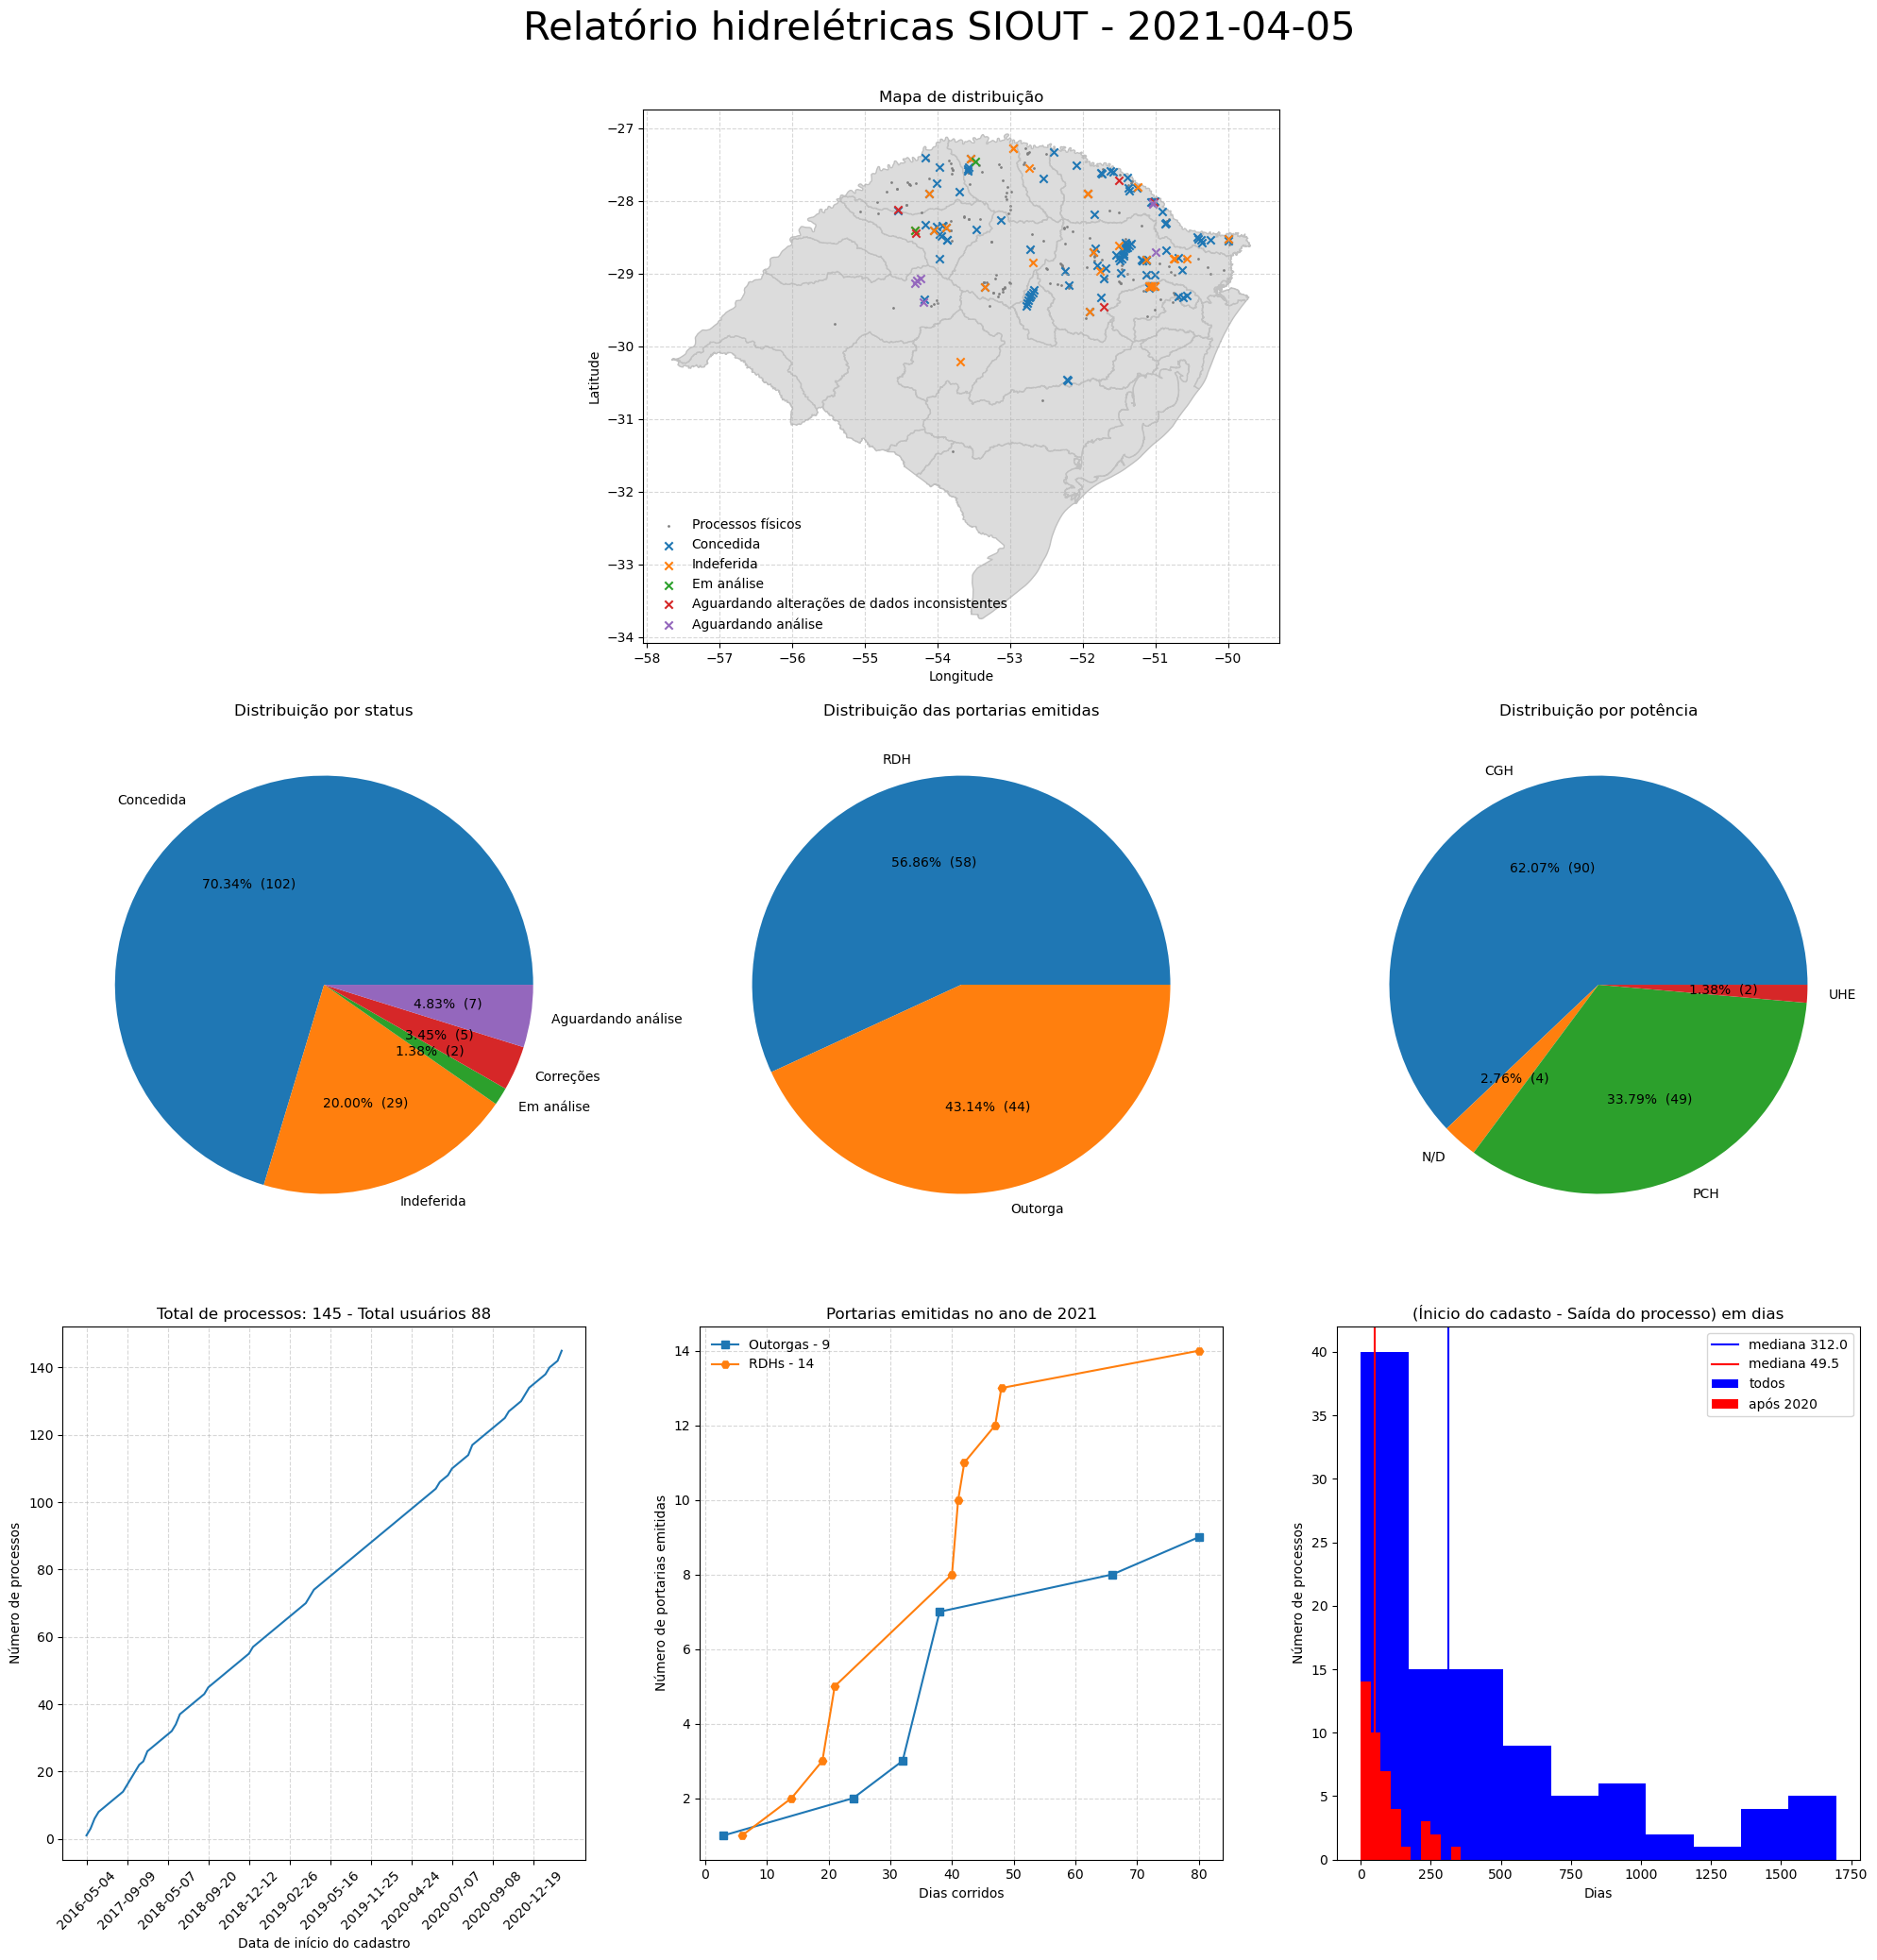 Relatório hidrelétricas SIOUT - 2021-04-05
Mapa de distribuição
−27
−28
−29
−30
−31
−32
−33
−34
Latitude
Processos físicos
Concedida
Indeferida
Em análise
Aguardando alterações de dados inconsistentes
Aguardando análise
−58 −57 −56 −55 −54 −53 −52 −51 −50
Longitude
Distribuição por status
Concedida
70.34% (102)
4.83% (7)
Aguardando análise
3.45% (5)
1.38% (2)
Correções
Em análise
20.00% (29)
Indeferida
Distribuição das portarias emitidas
RDH
56.86% (58)
43.14% (44)
Outorga
Distribuição por potência
CGH
62.07% (90)
1.38% (2)
UHE
2.76% (4)
33.79% (49)
N/D
PCH
Total de processos: 145 - Total usuários 88
140
120
100
80
60
40
20
0
Número de processos
2016-05-04
2017-09-09
2018-05-07
2018-09-20
2018-12-12
2019-02-26
2019-05-16
2019-11-25
2020-04-24
2020-07-07
2020-09-08
2020-12-19
Data de início do cadastro
Portarias emitidas no ano de 2021
Outorgas - 9
RDHs - 14
14
12
10
8
6
4
2
Número de portarias emitidas
0 10 20 30 40 50 60 70 80
Dias corridos
(Ínicio do cadasto - Saída do processo) em dias
mediana 312.0
mediana 49.5
todos
após 2020
40
35
30
25
20
15
10
5
0
Número de processos
0 250 500 750 1000 1250 1500 1750
Dias